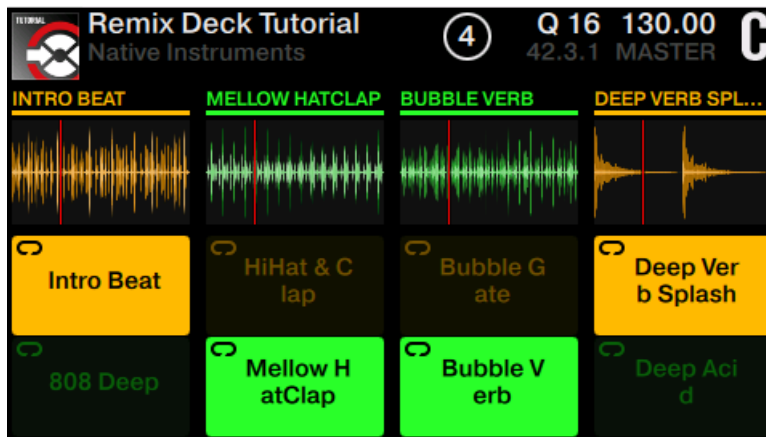 TUTORIAL
Remix Deck Tutorial
4
Q 16 130.00
C
Native Instruments
42.3.1 MASTER
INTRO BEAT
MELLOW HATCLAP
BUBBLE VERB
DEEP VERB SPL...
Intro Beat
HiHat & C
lap
Bubble G
ate
Deep Ver
b Splash
808 Deep
Mellow H
atClap
Bubble V
erb
Deep Aci
d